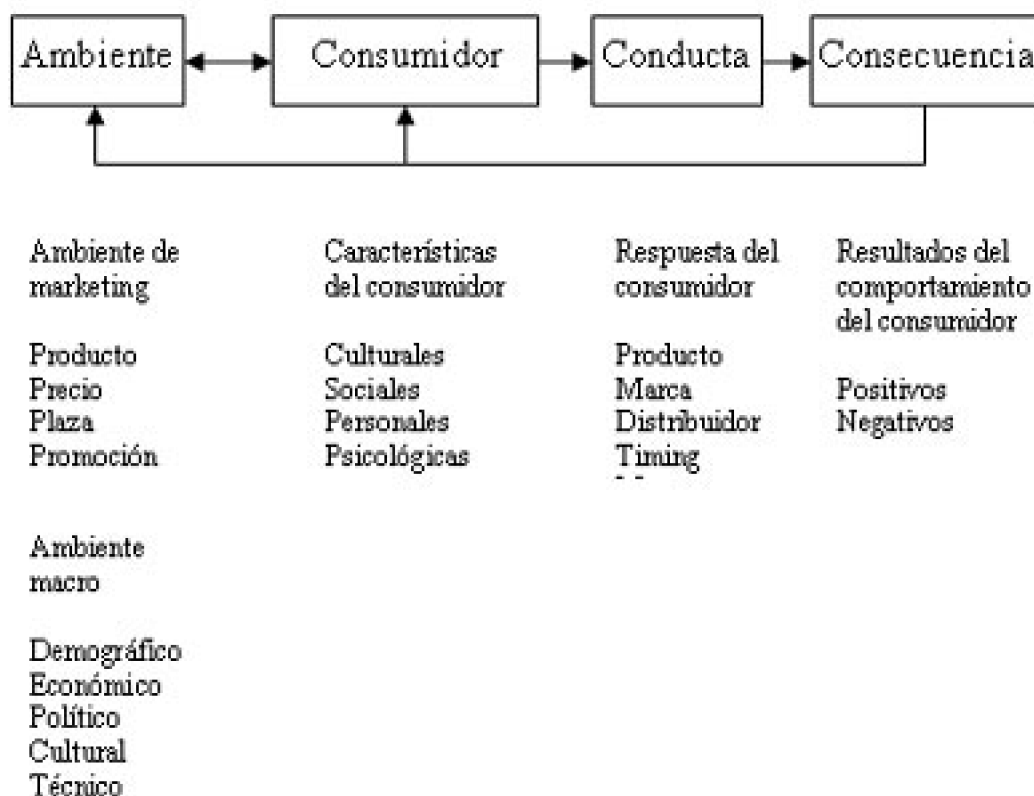 Ambiente
Consumidor
Conducta
Consecuencia
Ambiente de
marketing
Producto
Precio
Plaza
Promoción
Ambiente
macro
Demográfico
Económico
Político
Cultural
Técnico
Características
del consumidor
Culturales
Sociales
Personales
Psicológicas
Respuesta del
consumidor
Producto
Marca
Distribuidor
Timing
Resultados del
comportamiento
del consumidor
Positivos
Negativos